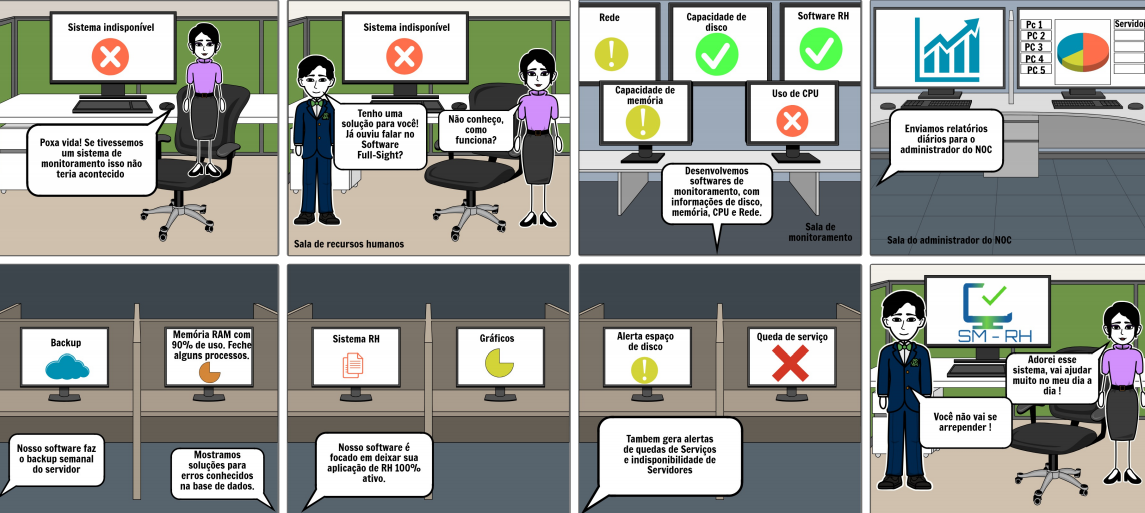 Sistema indisponível
Poxa vida! Se tivessemos
um sistema de
monitoramento isso não
teria acontecido
Sistema indisponível
Tenho uma
solução para você!
Já ouviu falar no
Software
Full-Sight?
Não conheço,
como
funciona?
Sala de recursos humanos
Rede
Capacidade de
disco
Software RH
Capacidade de
memória
Uso de CPU
Desenvolvemos
softwares de
monitoramento, com
informações de disco,
memória, CPU e Rede.
Sala de
monitoramento
Pc 1
PC 2
PC 3
PC 4
PC 5
Servidor
Enviamos relatórios
diários para o
administrador do NOC
Sala do administrador do NOC
Backup
Memória RAM com
90% de uso. Feche
alguns processos.
Nosso software faz
o backup semanal
do servidor
Mostramos
soluções para
erros conhecidos
na base de dados.
Sistema RH
Gráficos
Nosso software é
focado em deixar sua
aplicação de RH 100%
ativo.
Alerta espaço
de disco
Queda de serviço
Tambem gera alertas
de quedas de Serviços
e indisponibilidade de
Servidores
SM-RH
Adorei esse
sistema, vai ajudar
muito no meu dia a
dia !
Você não vai se
arrepender !